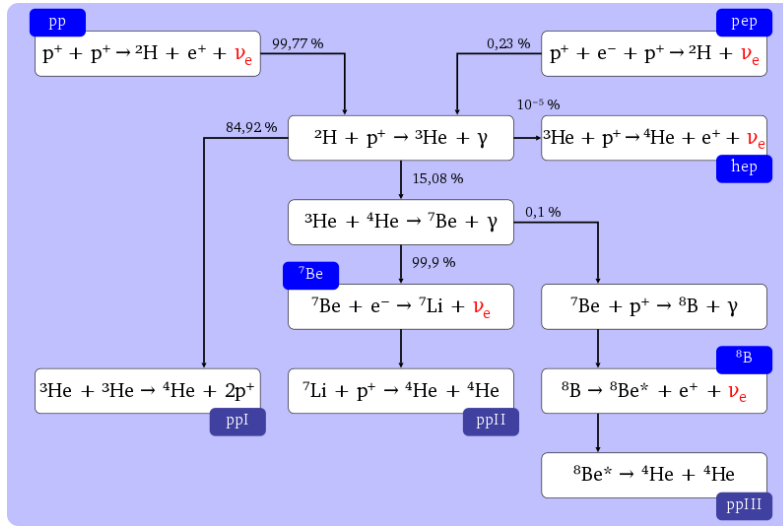 pp
pep
p⁺ + p⁺ → ²H + e⁺ + νₑ
99,77 %
0,23 %
p⁺ + e⁻ + p⁺ → ²H + νₑ
84,92 %
²H + p⁺ → ³He + γ
10⁻⁵ %
³He + p⁺ → ⁴He + e⁺ + νₑ
hep
15,08 %
³He + ⁴He → ⁷Be + γ
0,1 %
99,9 %
⁷Be
⁷Be + e⁻ → ⁷Li + νₑ
⁷Be + p⁺ → ⁸B + γ
⁸B
³He + ³He → ⁴He + 2p⁺
⁷Li + p⁺ → ⁴He + ⁴He
⁸B → ⁸Be* + e⁺ + νₑ
ppI
ppII
⁸Be* → ⁴He + ⁴He
ppIII